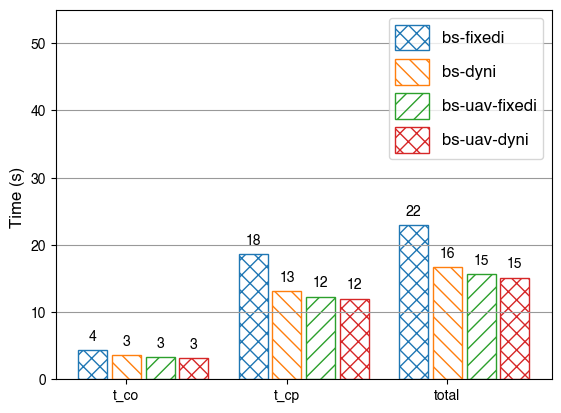 50
40
30
20
10
0
Time (s)
bs-fixedi
bs-dyni
bs-uav-fixedi
bs-uav-dyni
4
3
3
3
18
13
12
12
22
16
15
15
t_co
t_cp
total